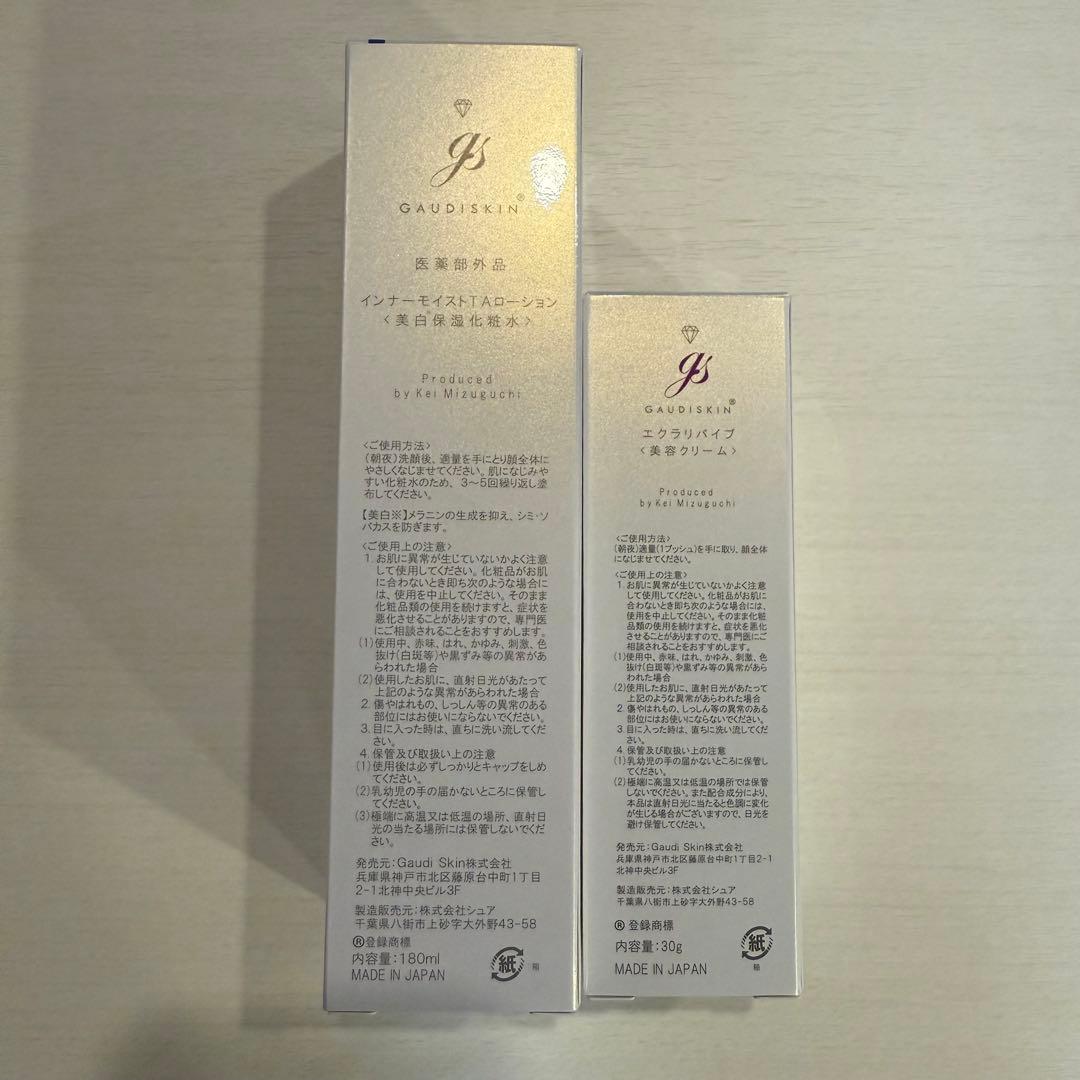 gs
GAUDISKIN®
医薬部外品
インナーモイストTAローション
〈美白※保湿化粧水〉
Produced
by Kei Mizuguchi
〈ご使用方法〉
(朝夜)洗顔後、適量を手にとり顔全体に
やさしくなじませてください。肌になじみや
すい化粧水のため、3〜5回繰り返し塗
布してください。
【美白※】メラニンの生成を抑え、シミ・ソ
バカスを防ぎます。
〈ご使用上の注意〉
1. お肌に異常が生じていないかよく注意
して使用してください。化粧品がお肌
に合わないとき即ち次のような場合に
は、使用を中止してください。そのまま
化粧品類の使用を続けますと、症状を
悪化させることがありますので、専門医
にご相談されることをおすすめします。
(1)使用中、赤味、はれ、かゆみ、刺激、色
抜け(白斑等)や黒ずみ等の異常があ
らわれた場合
(2)使用したお肌に、直射日光があたって
上記のような異常があらわれた場合
2. 傷やはれもの、しっしん等の異常のある
部位にはお使いにならないでください。
3. 目に入った時は、直ちに洗い流してくだ
さい。
4. 保管及び取扱い上の注意
(1)使用後は必ずしっかりとキャップをしめ
てください。
(2)乳幼児の手の届かないところに保管し
てください。
(3)極端に高温又は低温の場所、直射日
光の当たる場所には保管しないでくだ
さい。
発売元:Gaudi Skin株式会社
兵庫県神戸市北区藤原台中町1丁目
2-1北神中央ビル3F
製造販売元:株式会社シュア
千葉県八街市上砂字大外野43-58
®登録商標
内容量:180ml
MADE IN JAPAN
紙
箱
gs
GAUDISKIN®
エクラリバイブ
〈美容クリーム〉
Produced
by Kei Mizuguchi
〈ご使用方法〉
(朝夜)適量(1プッシュ)を手に取り、顔全体
になじませてください。
〈ご使用上の注意〉
1. お肌に異常が生じていないかよく注意
して使用してください。化粧品がお肌に
合わないとき即ち次のような場合には、
使用を中止してください。そのまま化粧
品類の使用を続けますと、症状を悪化
させることがありますので、専門医にご
相談されることをおすすめします。
(1)使用中、赤味、はれ、かゆみ、刺激、色
抜け(白斑等)や黒ずみ等の異常があら
われた場合
(2)使用したお肌に、直射日光があたって
上記のような異常があらわれた場合
2. 傷やはれもの、しっしん等の異常のある
部位にはお使いにならないでください。
3. 目に入った時は、直ちに洗い流してくだ
さい。
4. 保管及び取扱い上の注意
(1)乳幼児の手の届かないところに保管し
てください。
(2)極端に高温又は低温の場所では保管
しないでください。また配合成分により、
本品は直射日光に当たると色調に変化
が生じる場合がございますので、日光を
避け保管してください。
発売元:Gaudi Skin株式会社
兵庫県神戸市北区藤原台中町1丁目2-1
北神中央ビル3F
製造販売元:株式会社シュア
千葉県八街市上砂字大外野43-58
®登録商標
内容量:30g
MADE IN JAPAN
紙
箱